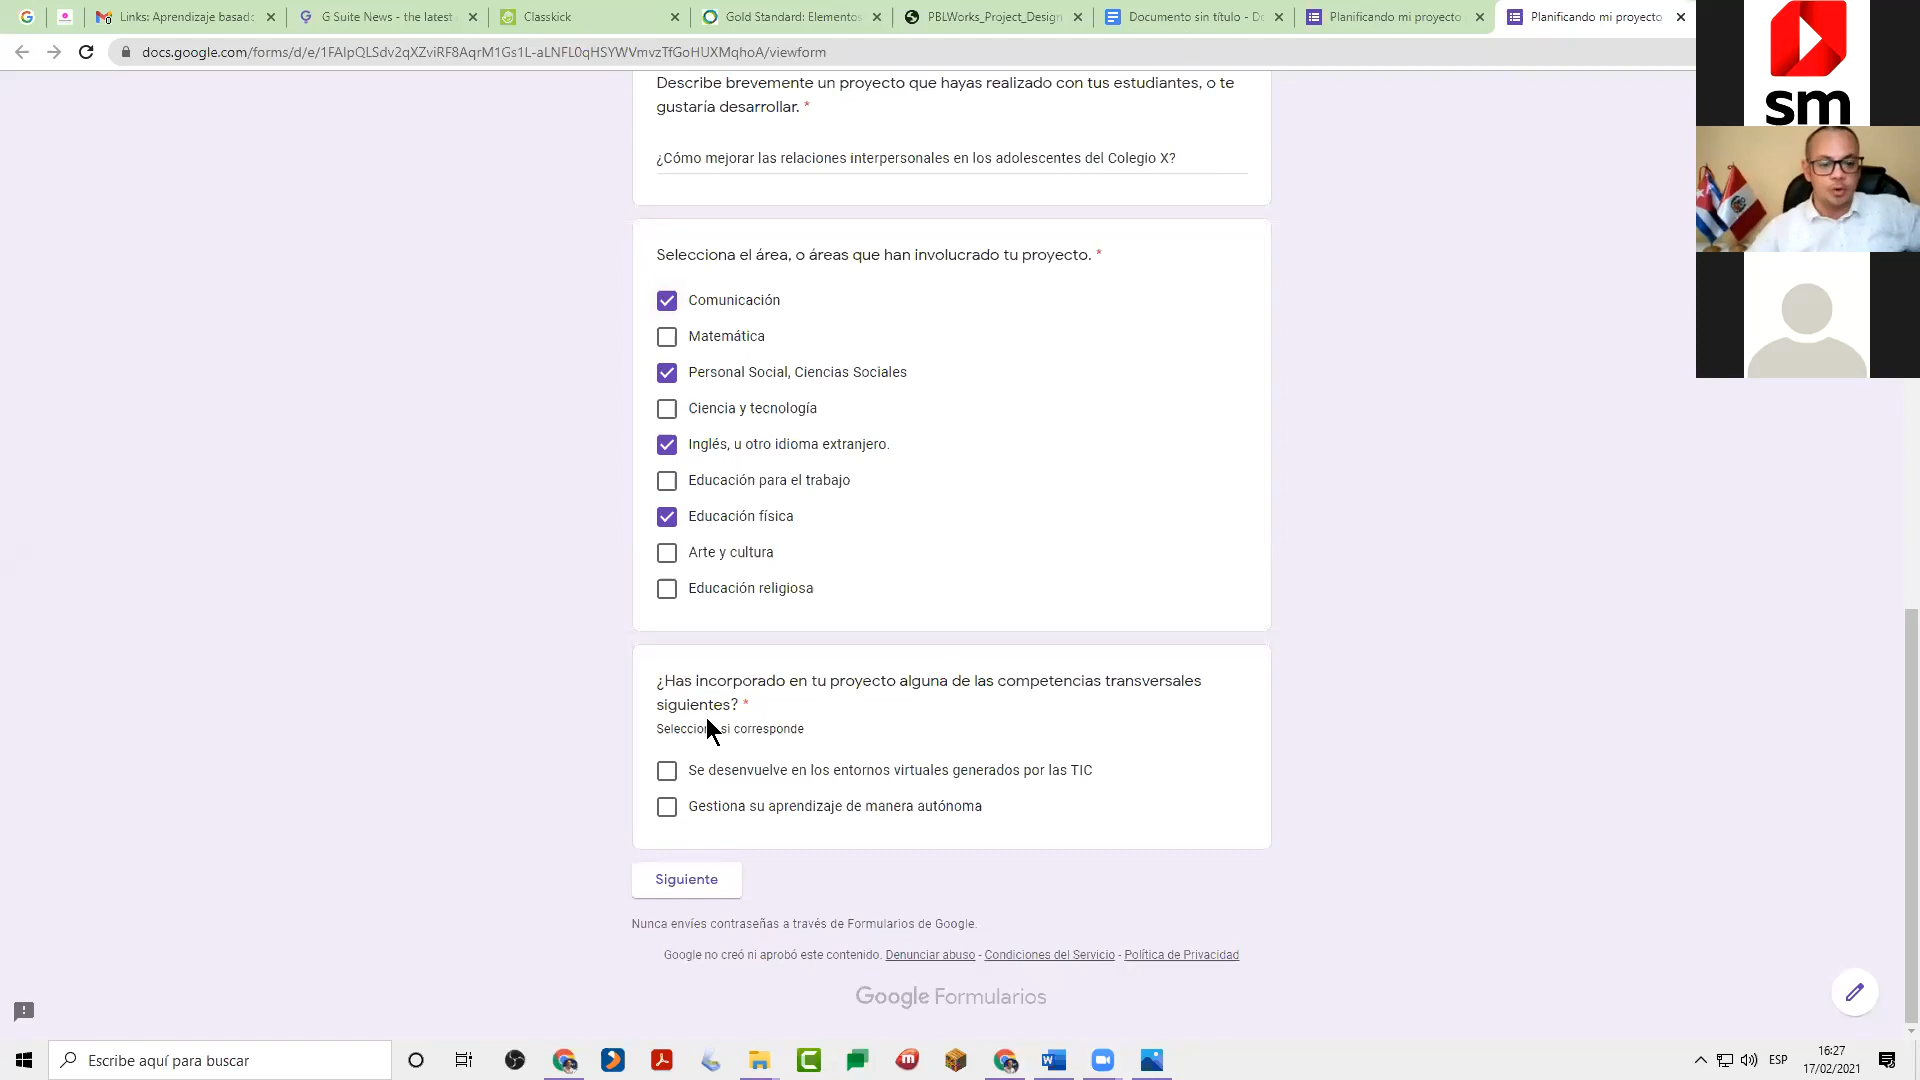 Links: Aprendizaje basado
G Suite News - the latest
Classkick
Gold Standard: Elementos
PBLWorks_Project_Design
Documento sin título - Do
Planificando mi proyecto
Planificando mi proyecto
docs.google.com/forms/d/e/1FAIpQLSdv2qXZviRF8AqrM1Gs1L-aLNFL0qHSYWVmvzTfGoHUXMqhoA/viewform
sm
Describe brevemente un proyecto que hayas realizado con tus estudiantes, o te
gustaría desarrollar. *
¿Cómo mejorar las relaciones interpersonales en los adolescentes del Colegio X?
Selecciona el área, o áreas que han involucrado tu proyecto. *
Comunicación
Matemática
Personal Social, Ciencias Sociales
Ciencia y tecnología
Inglés, u otro idioma extranjero.
Educación para el trabajo
Educación física
Arte y cultura
Educación religiosa
¿Has incorporado en tu proyecto alguna de las competencias transversales
siguientes? *
Selecciona si corresponde
Se desenvuelve en los entornos virtuales generados por las TIC
Gestiona su aprendizaje de manera autónoma
Siguiente
Nunca envíes contraseñas a través de Formularios de Google.
Google no creó ni aprobó este contenido. Denunciar abuso - Condiciones del Servicio - Política de Privacidad
Google Formularios
Escribe aquí para buscar
ESP
16:27
17/02/2021